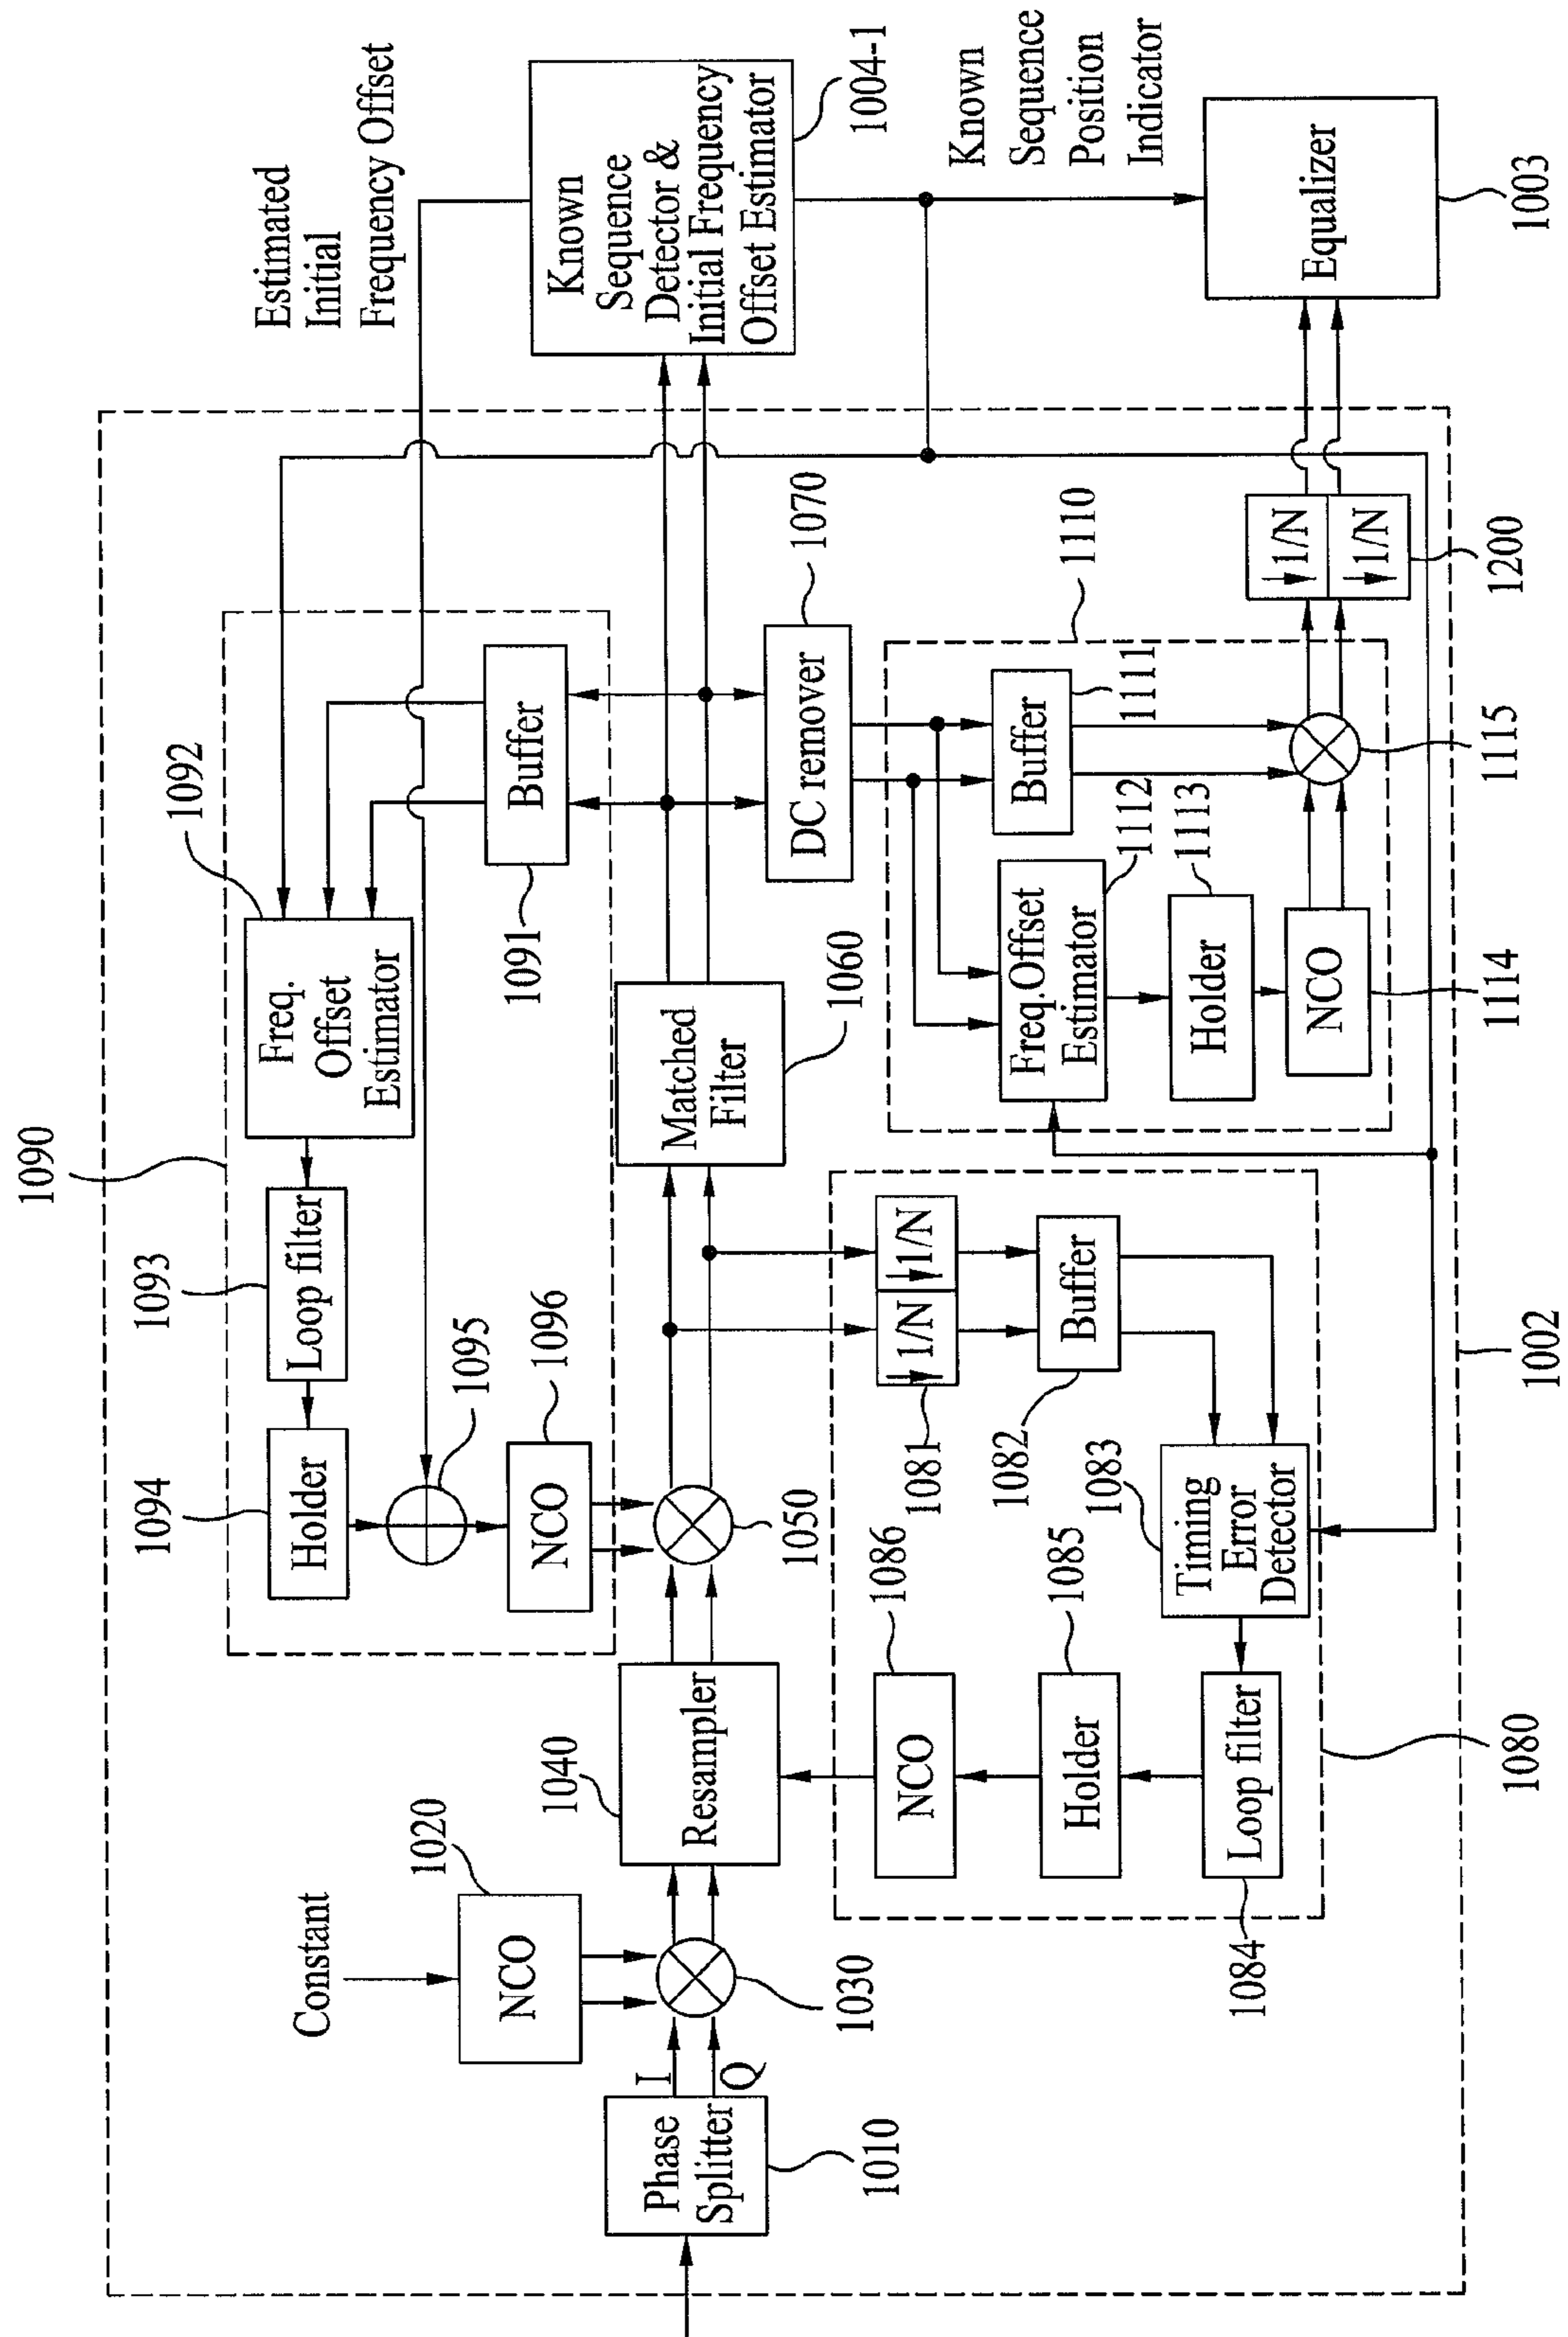 Estimated
Initial
Frequency Offset
1090
1092
Freq.
Offset
Estimator
1093
Loop filter
1094
Holder
1095
1096
NCO
Buffer
1091
Known
Sequence
Detector &
Initial Frequency
Offset Estimator
1004-1
Constant
1020
NCO
I
Q
Phase
Splitter
1010
1030
1040
Resampler
1050
Matched
Filter
1060
DC remover
1070
Known
Sequence
Position
Indicator
1/N
1/N
1081
Buffer
1082
Timing
Error
Detector
1083
Loop filter
1084
Holder
1085
NCO
1086
1080
1110
Buffer
1111
Freq.Offset
Estimator
1112
Holder
1113
NCO
1114
1115
1/N
1/N
1200
Equalizer
1003
1002